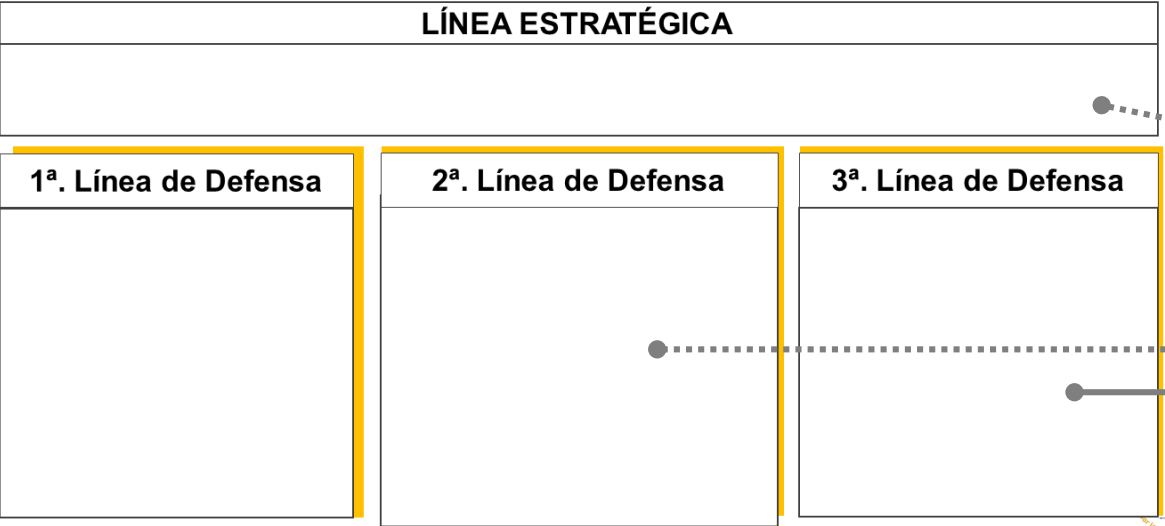 LÍNEA ESTRATÉGICA
1ª. Línea de Defensa
2ª. Línea de Defensa
3ª. Línea de Defensa